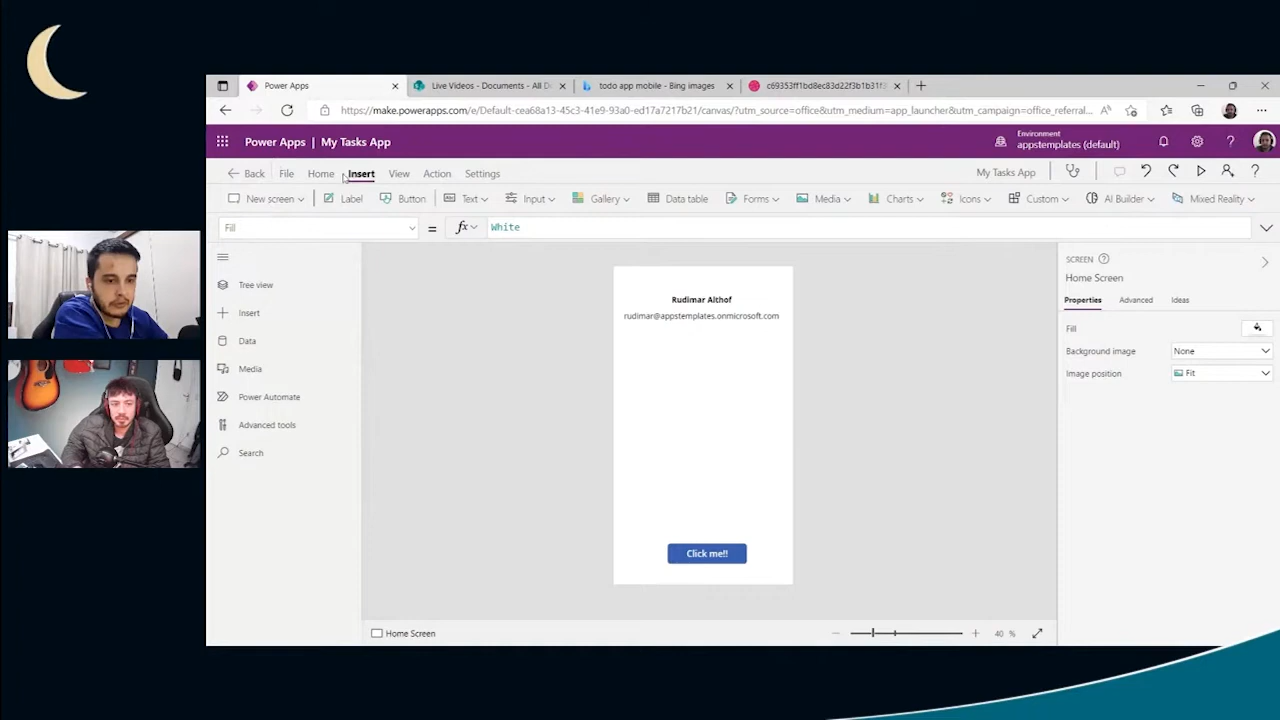 Power Apps
Live Videos - Documents - All D
todo app mobile - Bing images
c69353ff1bd8ec83d22f3b1b31f
https://make.powerapps.com/e/Default-cea68a13-45c3-41e9-93a0-ed17a7217b21/canvas/?utm_source=office&utm_medium=app_launcher&utm_campaign=office_referral...
Power Apps | My Tasks App
Environment
appstemplates (default)
Back File Home Insert View Action Settings
My Tasks App
New screen Label Button Text Input Gallery Data table Forms Media Charts Icons Custom AI Builder Mixed Reality
Fill = fx White
Tree view
Insert
Data
Media
Power Automate
Advanced tools
Search
Rudimar Althof
rudimar@appstemplates.onmicrosoft.com
Click me!!
Home Screen
40 %
SCREEN
Home Screen
Properties Advanced Ideas
Fill
Background image None
Image position Fit